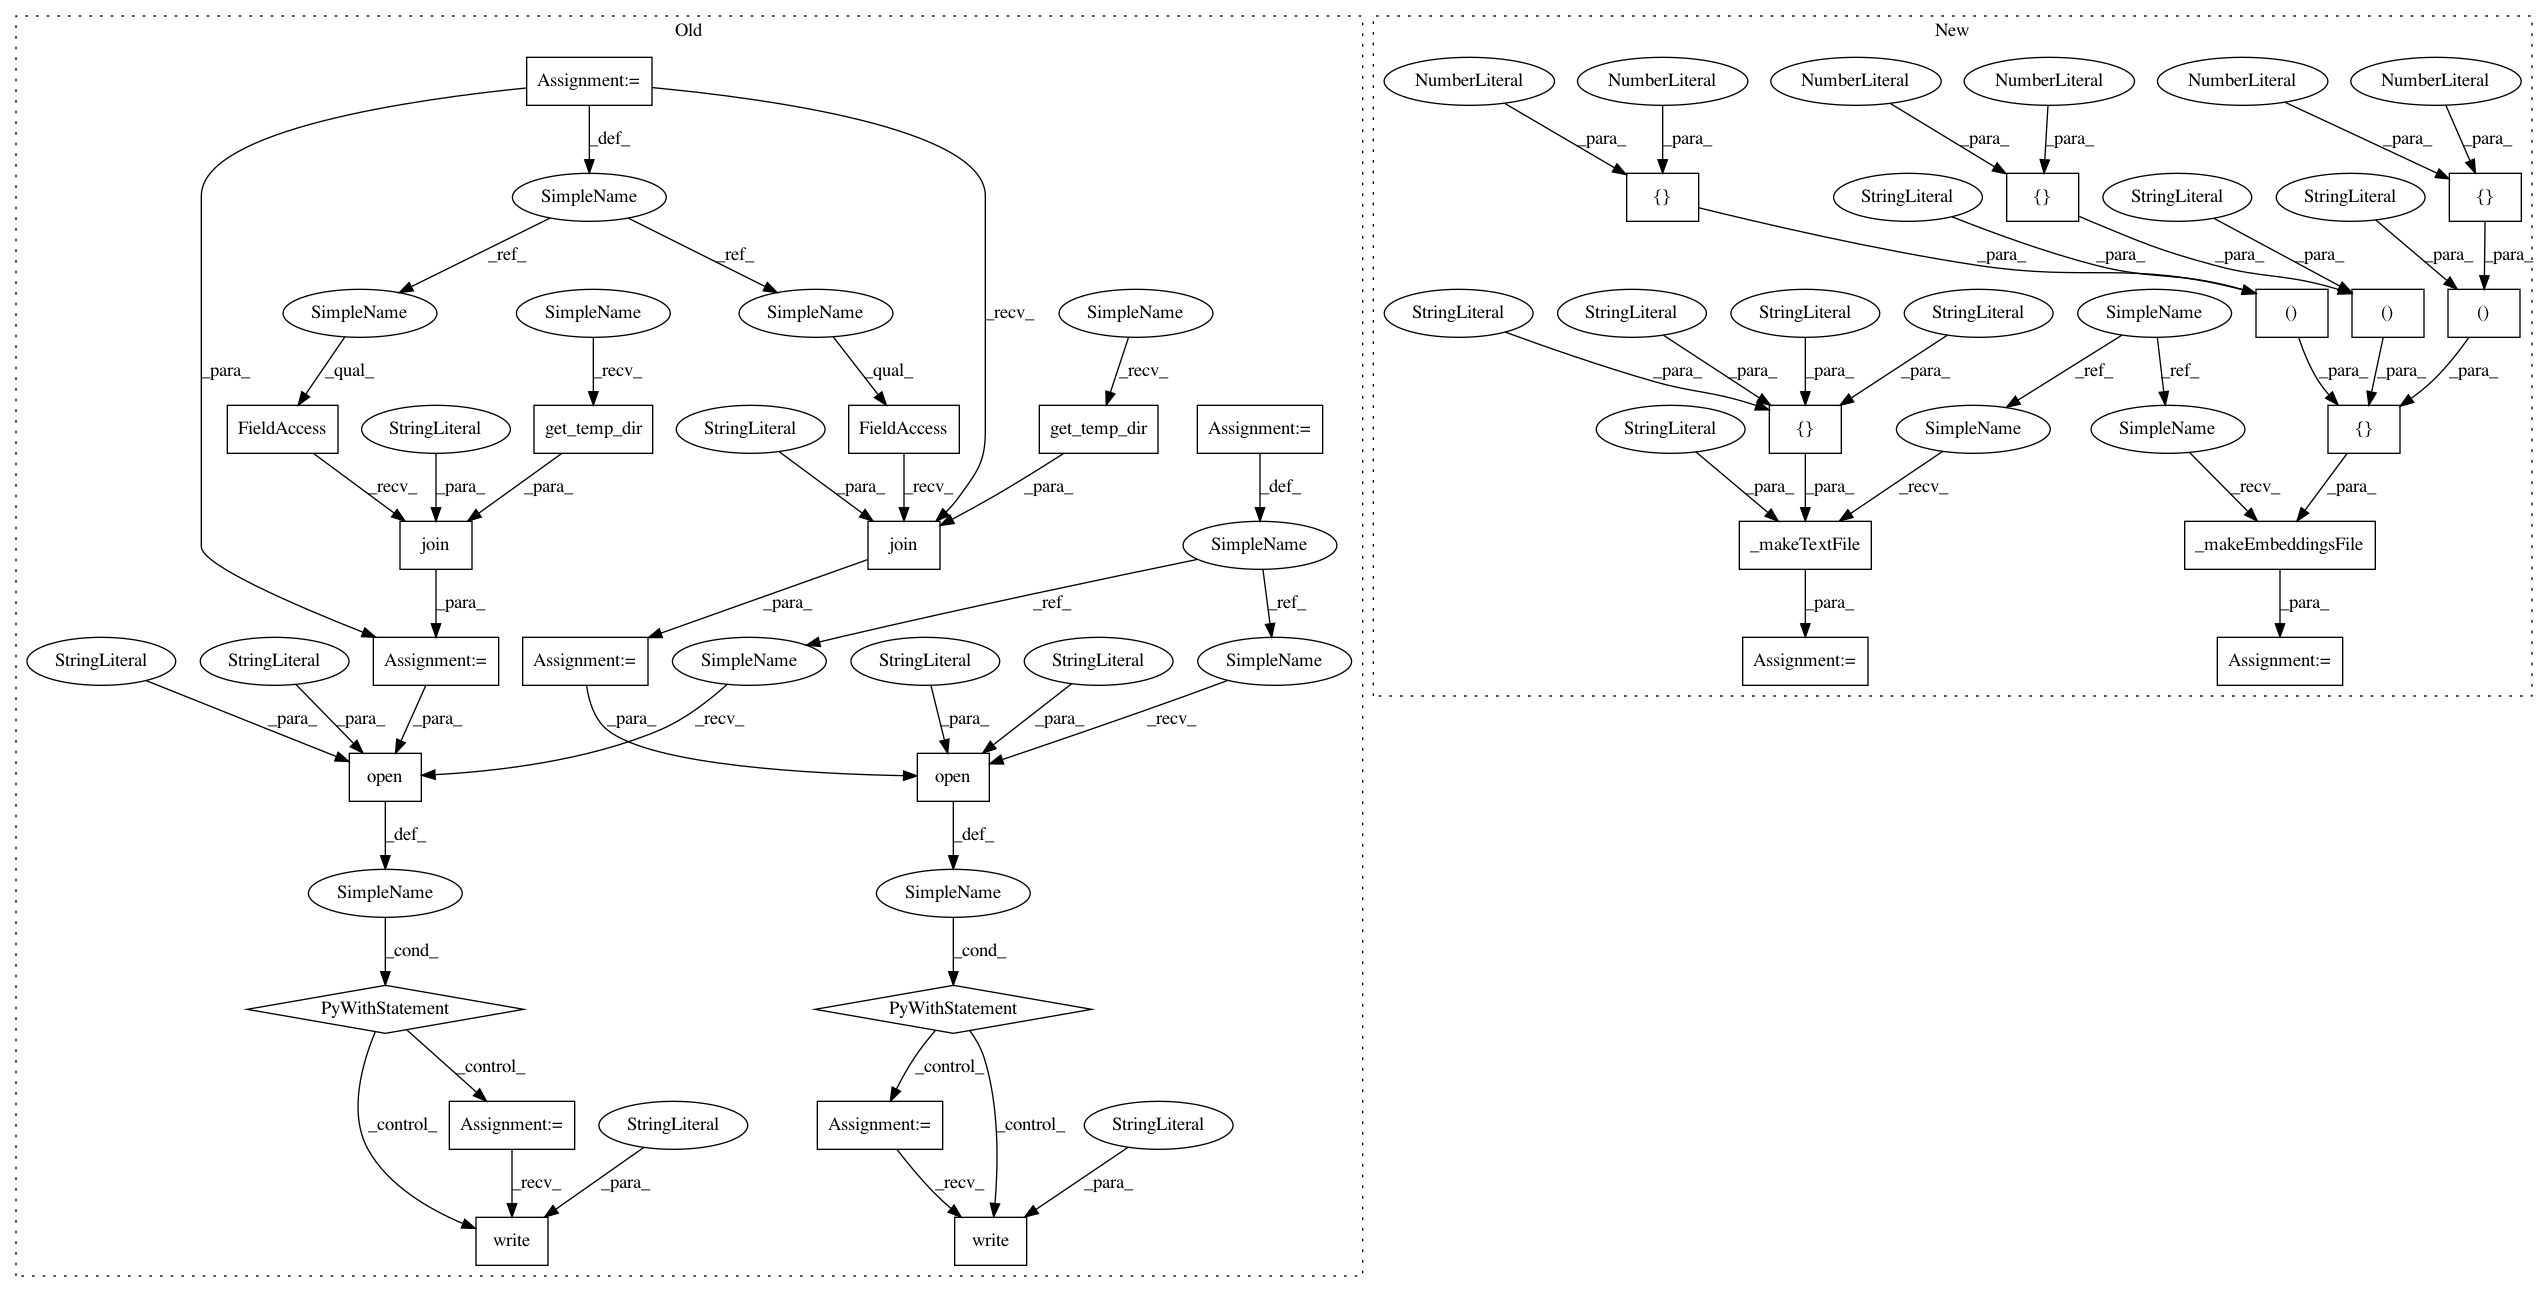 Old New
Assignment:= NumberLiteral NumberLiteral NumberLiteral NumberLiteral NumberLiteral NumberLiteral
_def_ _para_ _para_ _para_ _para_ _para_ _para_
SimpleName {} StringLiteral {} StringLiteral StringLiteral {}
_ref_ _ref_ _para_ _para_ _para_ _para_ _para_ _para_
SimpleName SimpleName SimpleName _recv_ SimpleName StringLiteral StringLiteral StringLiteral StringLiteral SimpleName () () ()
_para_ _qual_ _recv_ _qual_ _recv_ _para_ _para_ _para_ _para_ _ref_ _ref_ _para_ _para_ _para_
FieldAccess StringLiteral get_temp_dir StringLiteral FieldAccess get_temp_dir Assignment:= StringLiteral {} SimpleName SimpleName {}
_recv_ _para_ _para_ _para_ _recv_ _para_ _def_ _para_ _para_ _recv_ _recv_ _para_
join join SimpleName _makeTextFile _makeEmbeddingsFile
_para_ _para_ _ref_ _ref_ _para_ _para_
StringLiteral StringLiteral Assignment:= Assignment:= SimpleName StringLiteral StringLiteral SimpleName Assignment:= Assignment:=
_para_ _para_ _para_ _para_ _recv_ _para_ _para_ _recv_
open open
_def_ _def_
SimpleName SimpleName
_cond_ _cond_
PyWithStatement PyWithStatement
_control_ _control_
_control_ Assignment:= StringLiteral Assignment:= _control_ StringLiteral
_recv_ _para_ _recv_ _para_
write write